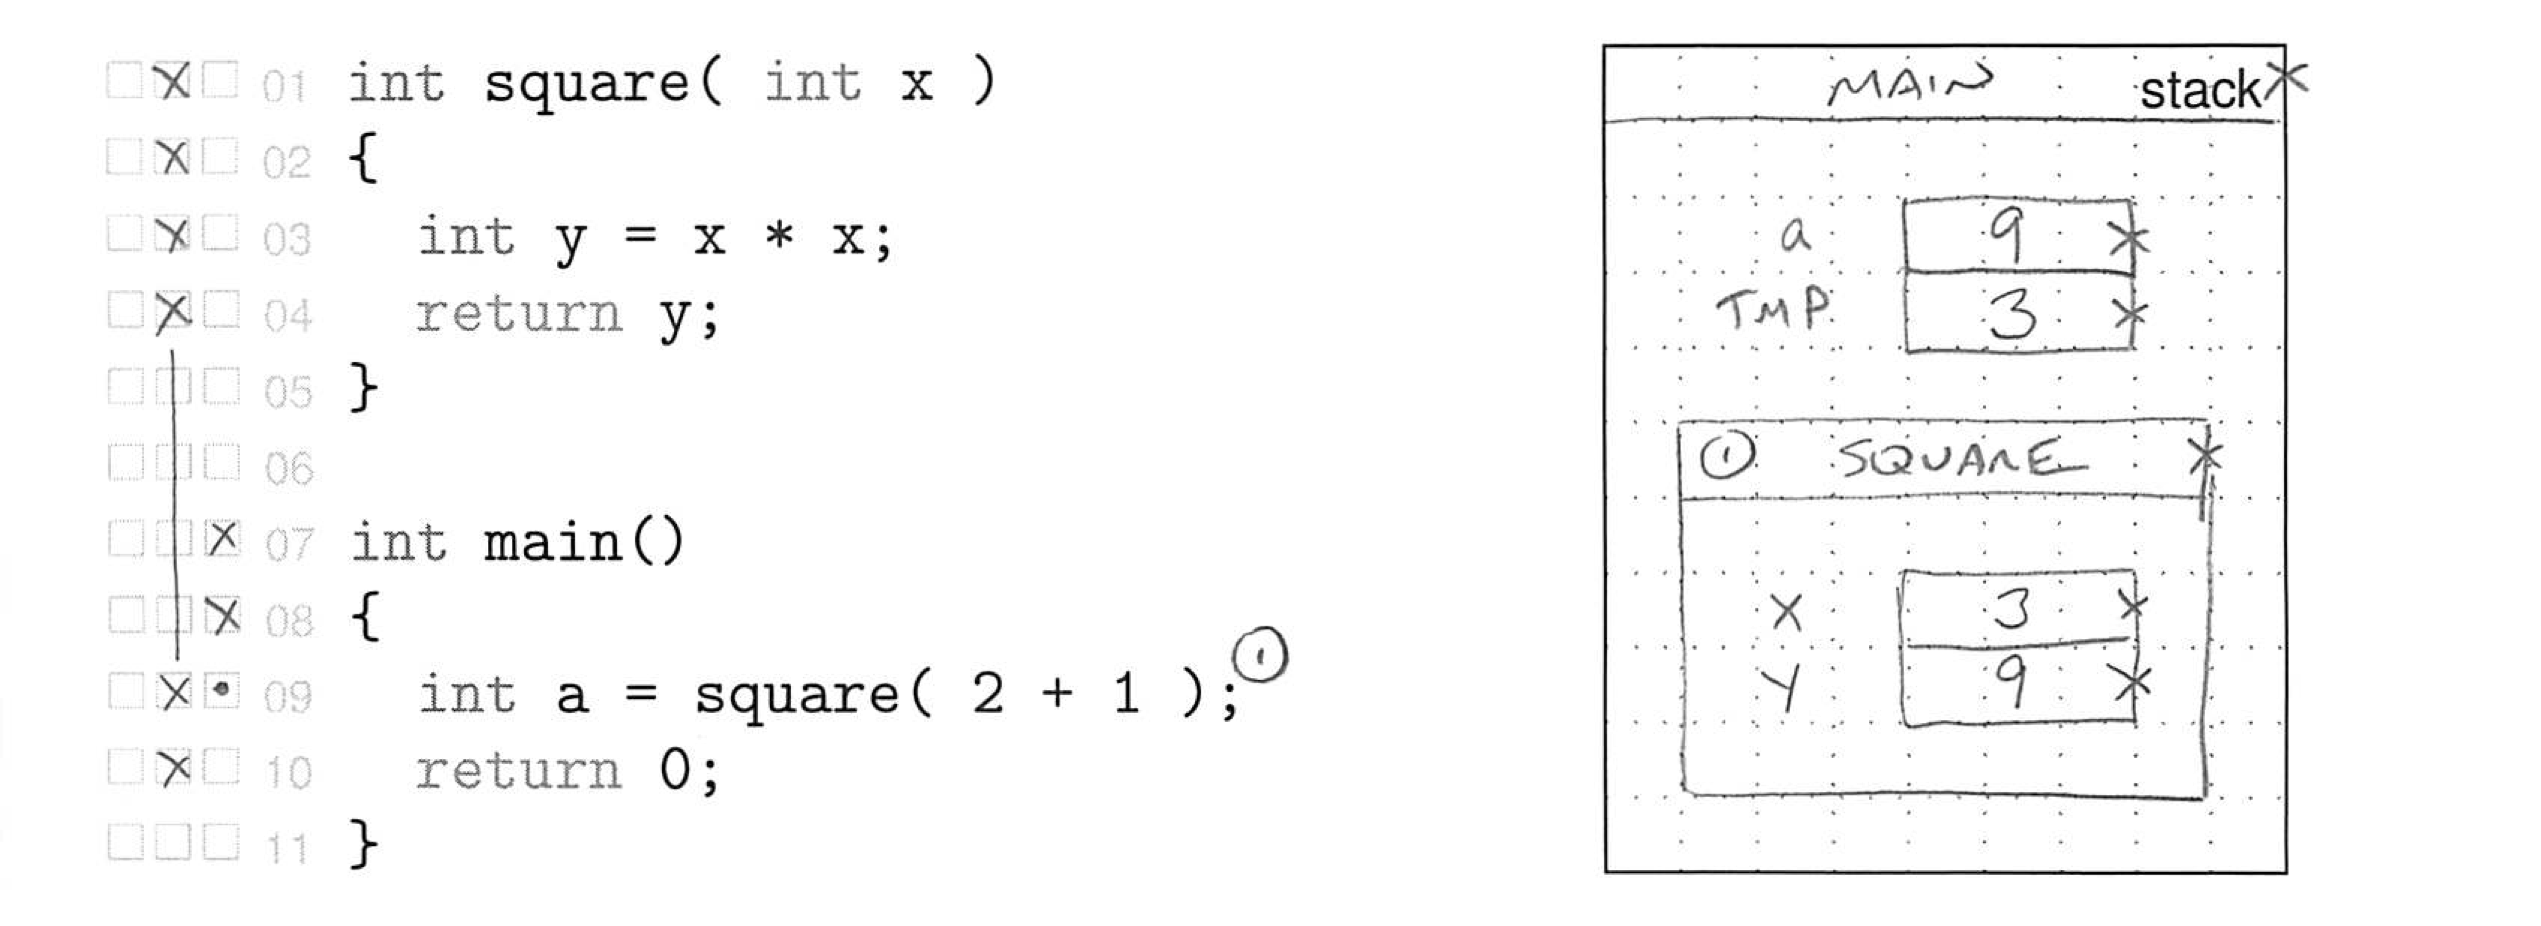 01 int square( int x )
02 {
03 int y = x * x;
04 return y;
05 }
06
07 int main()
08 {
09 int a = square( 2 + 1 ); 1
10 return 0;
11 }
MAIN stack
a 9
TMP 3
1 SQUARE
x 3
y 9